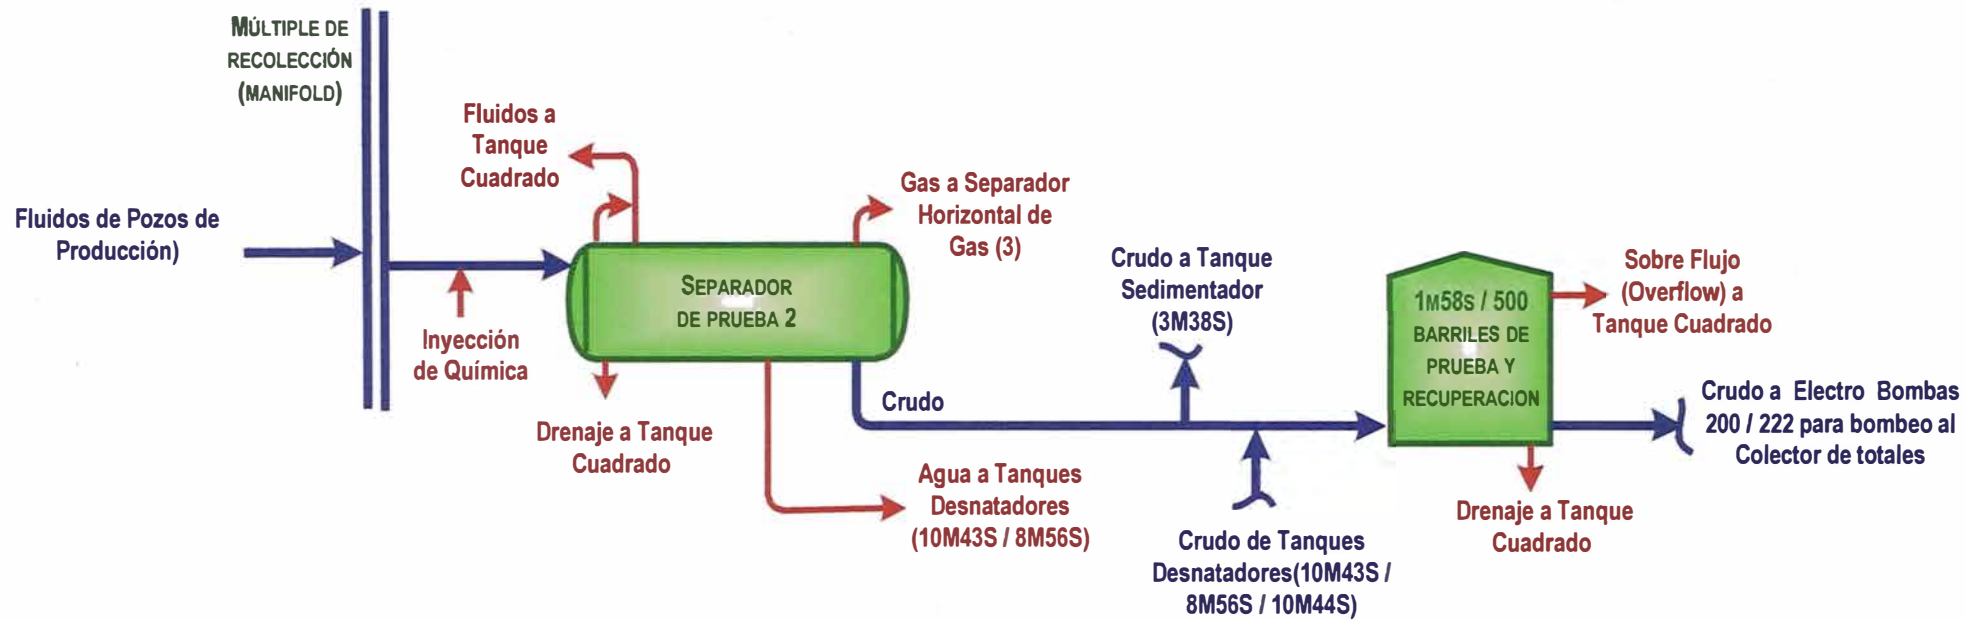 MÚLTIPLE DE
RECOLECCIÓN
(MANIFOLD)
Fluidos de Pozos de
Producción)
Fluidos a
Tanque
Cuadrado
Inyección
de Química
SEPARADOR
DE PRUEBA 2
Gas a Separador
Horizontal de
Gas (3)
Drenaje a Tanque
Cuadrado
Crudo
Agua a Tanques
Desnatadores
(10M43S / 8M56S)
Crudo a Tanque
Sedimentador
(3M38S)
Crudo de Tanques
Desnatadores(10M43S /
8M56S / 10M44S)
1M58S / 500
BARRILES DE
PRUEBA Y
RECUPERACION
Sobre Flujo
(Overflow) a
Tanque Cuadrado
Crudo a Electro Bombas
200 / 222 para bombeo al
Colector de totales
Drenaje a Tanque
Cuadrado